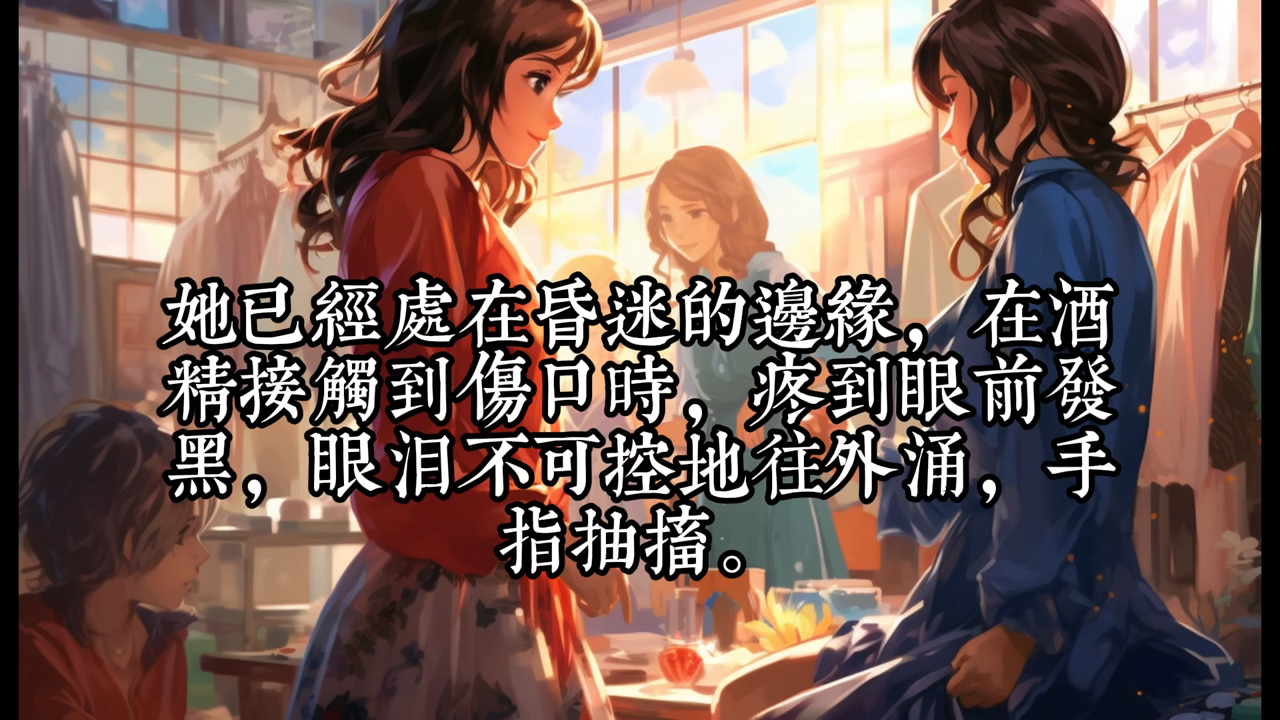 她已經處在昏迷的邊緣，在酒
精接觸到傷口時，疼到眼前發
黑，眼泪不可控地往外涌，手
指抽搐。